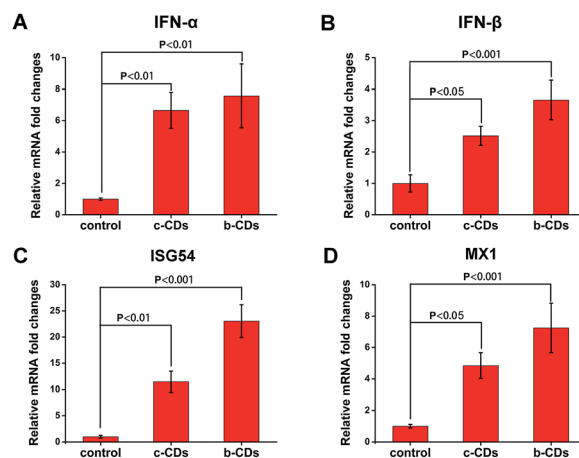 A
IFN-α
Relative mRNA fold changes
10
8
6
4
2
0
P<0.01
P<0.01
control
c-CDs
b-CDs
B
IFN-β
Relative mRNA fold changes
5
4
3
2
1
0
P<0.001
P<0.05
control
c-CDs
b-CDs
C
ISG54
Relative mRNA fold changes
30
25
20
15
10
5
0
P<0.001
P<0.01
control
c-CDs
b-CDs
D
MX1
Relative mRNA fold changes
10
8
6
4
2
0
P<0.001
P<0.05
control
c-CDs
b-CDs